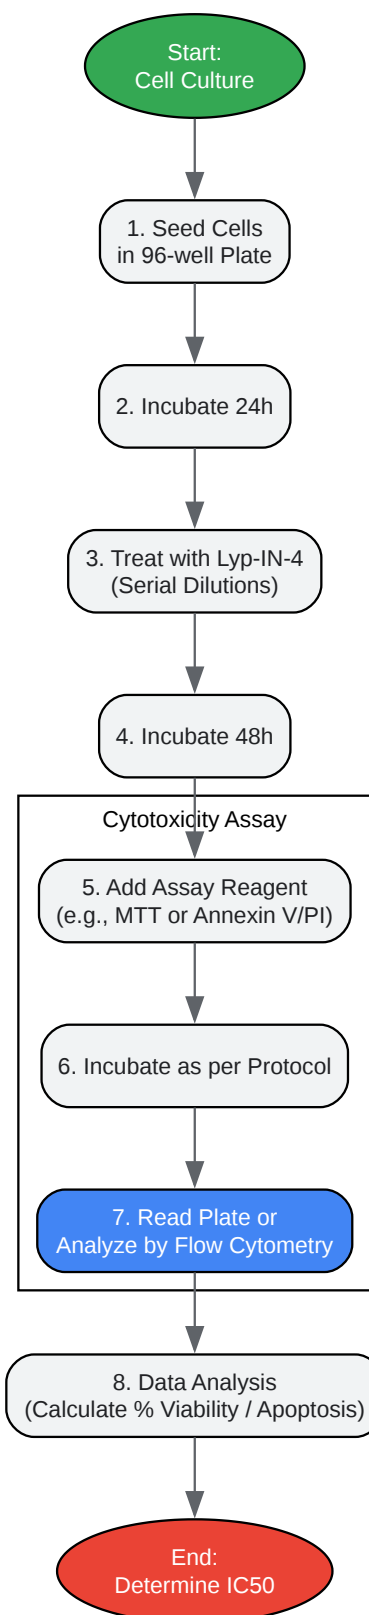 Start:
Cell Culture
1. Seed Cells
in 96-well Plate
2. Incubate 24h
3. Treat with Lyp-IN-4
(Serial Dilutions)
4. Incubate 48h
Cytotoxicity Assay
5. Add Assay Reagent
(e.g., MTT or Annexin V/PI)
6. Incubate as per Protocol
7. Read Plate or
Analyze by Flow Cytometry
8. Data Analysis
(Calculate % Viability / Apoptosis)
End:
Determine IC50